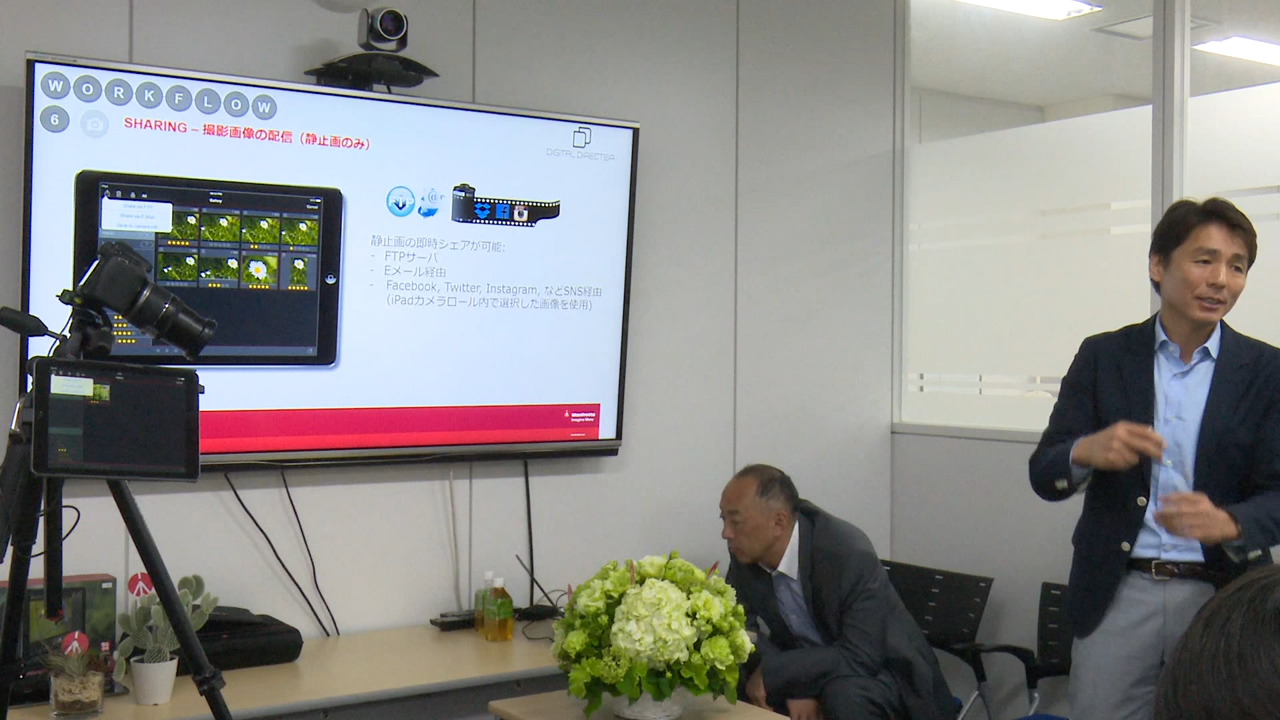 WORKFLOW
6
SHARING – 撮影画像の配信（静止画のみ）
DIGITAL DIRECTOR
静止画の即時シェアが可能:
- FTPサーバ
- Eメール経由
- Facebook, Twitter, Instagram, などSNS経由
(iPadカメラロール内で選択した画像を使用)
Manfrotto
Imagine More